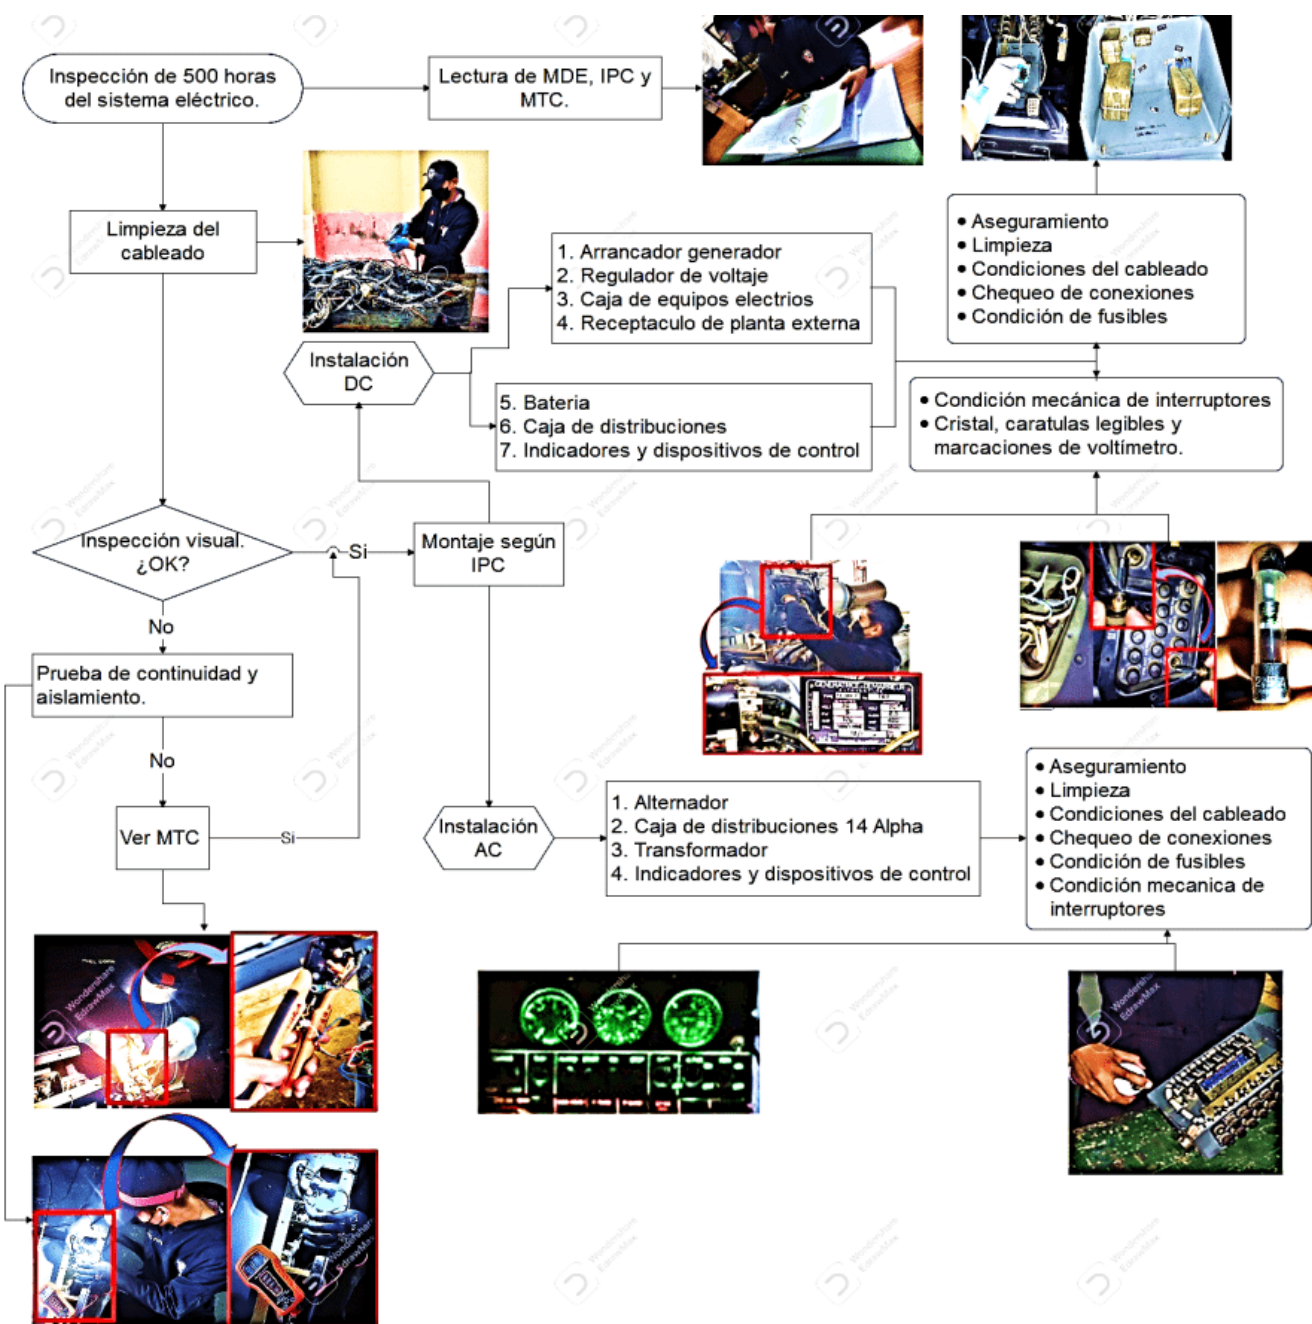 Inspección de 500 horas
del sistema eléctrico.
Lectura de MDE, IPC y
MTC.
Limpieza del
cableado
1. Arrancador generador
2. Regulador de voltaje
3. Caja de equipos electrios
4. Receptaculo de planta externa
• Aseguramiento
• Limpieza
• Condiciones del cableado
• Chequeo de conexiones
• Condición de fusibles
Instalación
DC
5. Bateria
6. Caja de distribuciones
7. Indicadores y dispositivos de control
• Condición mecánica de interruptores
• Cristal, caratulas legibles y
marcaciones de voltímetro.
Inspección visual.
¿OK?
Si
Montaje según
IPC
No
Prueba de continuidad y
aislamiento.
No
Ver MTC
Si
Instalación
AC
1. Alternador
2. Caja de distribuciones 14 Alpha
3. Transformador
4. Indicadores y dispositivos de control
• Aseguramiento
• Limpieza
• Condiciones del cableado
• Chequeo de conexiones
• Condición de fusibles
• Condición mecanica de
interruptores
Wondershare
EdrawMax